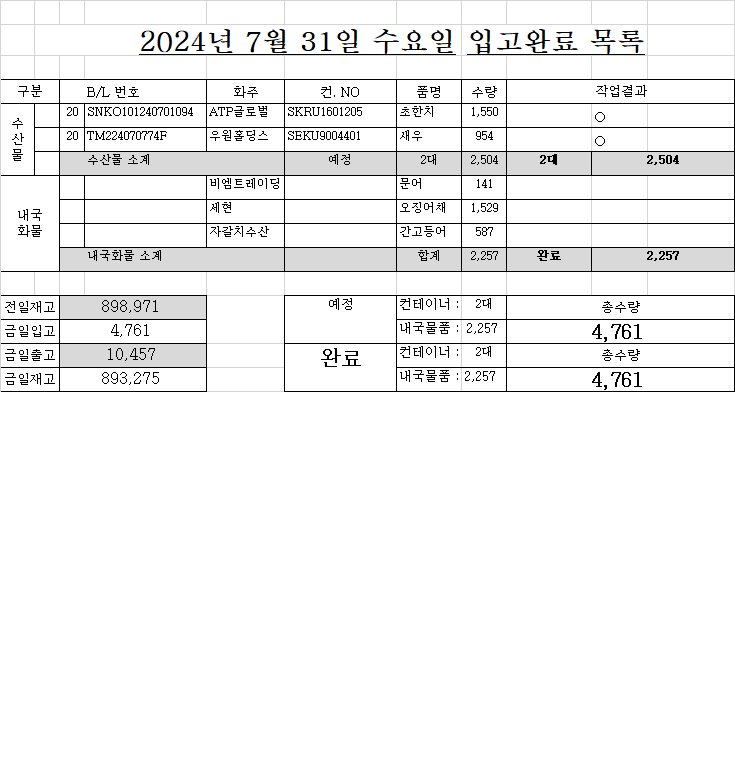 2024년 7월 31일 수요일 입고완료 목록
구분 B/L 번호 화주 컨. NO 품명 수량 작업결과
수산물
20 SNKO101240701094 ATP글로벌 SKRU1601205 초한치 1,550 ○
20 TM224070774F 우원홀딩스 SEKU9004401 새우 954 ○
수산물 소계 예정 2대 2,504 2대 2,504
내국화물
비엠트레이딩 문어 141
세현 오징어채 1,529
자갈치수산 간고등어 587
내국화물 소계 합계 2,257 완료 2,257
전일재고 898,971 예정 컨테이너 : 2대 총수량
금일입고 4,761 내국물품 : 2,257 4,761
금일출고 10,457 완료 컨테이너 : 2대 총수량
금일재고 893,275 내국물품 : 2,257 4,761